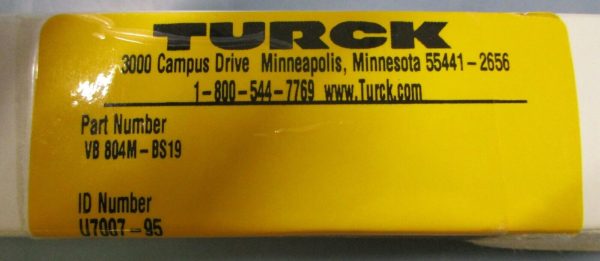 TURCK
3000 Campus Drive Minneapolis, Minnesota 55441-2656
1-800-544-7769 www.Turck.com
Part Number
VB 804M-BS19
ID Number
U7007-95